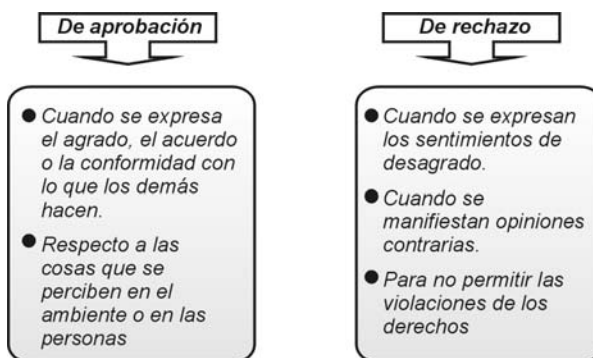 De aprobación
● Cuando se expresa
el agrado, el acuerdo
o la conformidad con
lo que los demás
hacen.
● Respecto a las
cosas que se
perciben en el
ambiente o en las
personas
De rechazo
● Cuando se expresan
los sentimientos de
desagrado.
● Cuando se
manifiestan opiniones
contrarias.
● Para no permitir las
violaciones de los
derechos